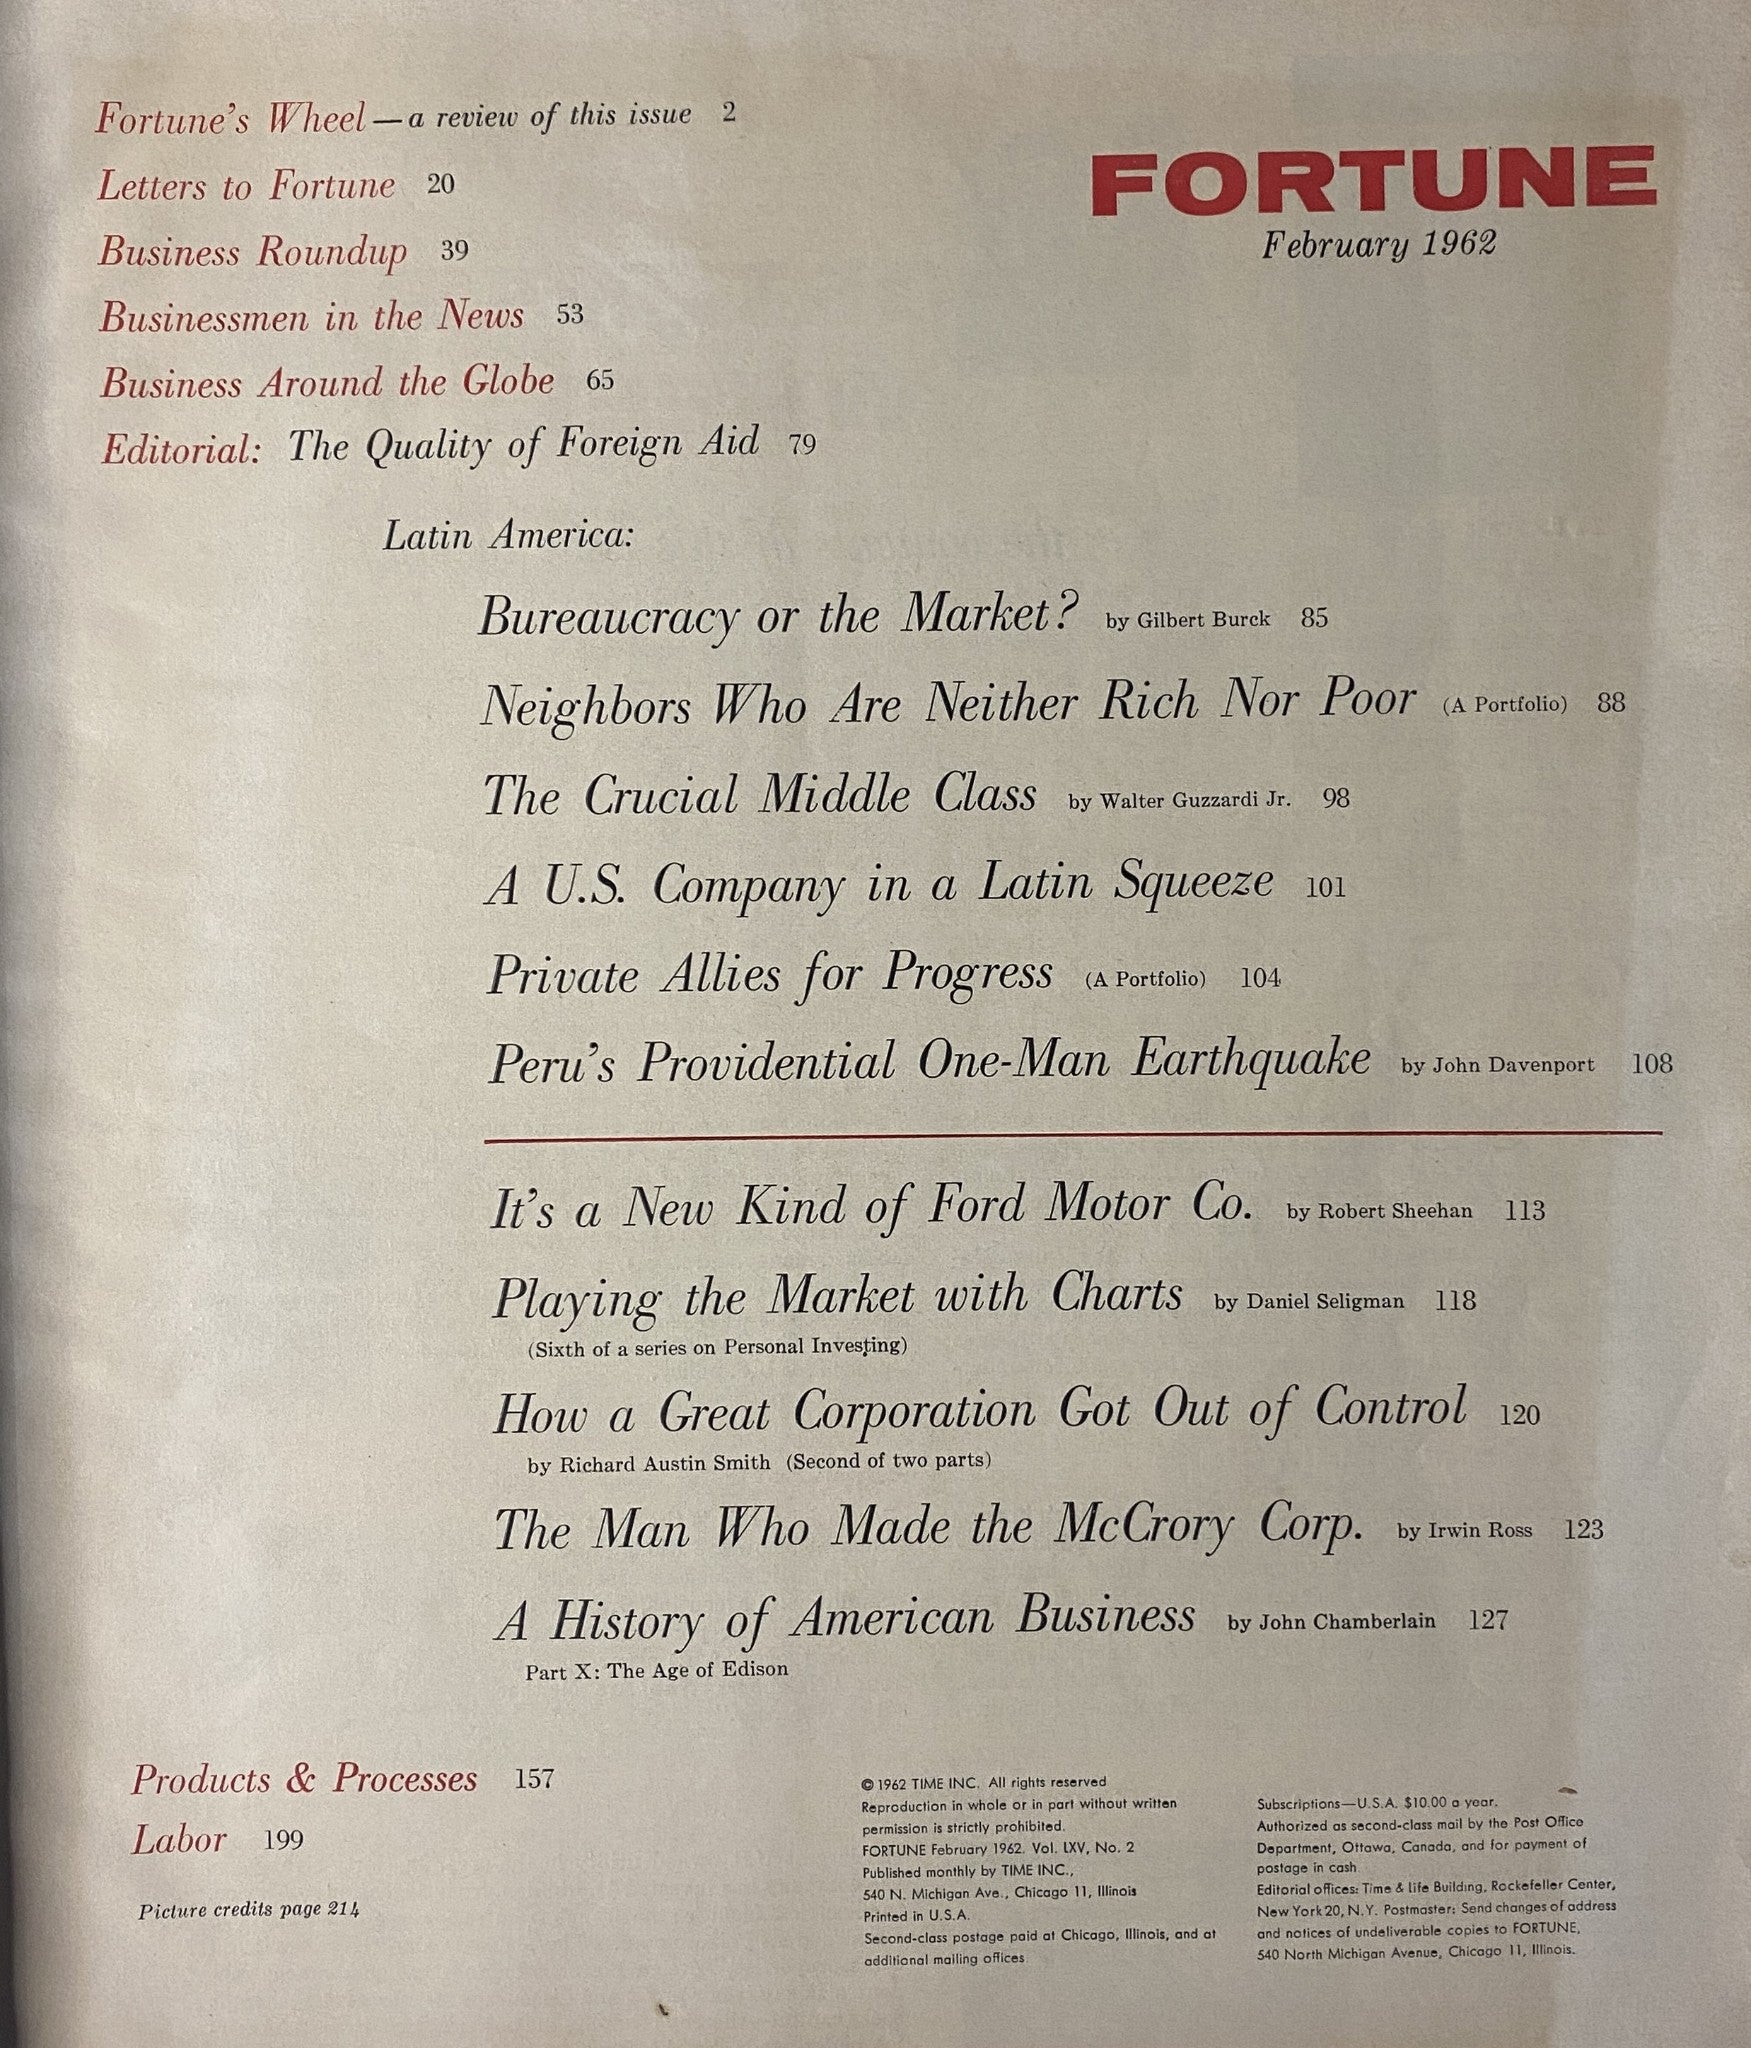 Fortune's Wheel—a review of this issue 2
Letters to Fortune 20
Business Roundup 39
Businessmen in the News 53
Business Around the Globe 65
Editorial: The Quality of Foreign Aid 79
FORTUNE
February 1962
Latin America:
Bureaucracy or the Market? by Gilbert Burck 85
Neighbors Who Are Neither Rich Nor Poor (A Portfolio) 88
The Crucial Middle Class by Walter Guzzardi Jr. 98
A U.S. Company in a Latin Squeeze 101
Private Allies for Progress (A Portfolio) 104
Peru's Providential One-Man Earthquake by John Davenport 108
It's a New Kind of Ford Motor Co. by Robert Sheehan 113
Playing the Market with Charts by Daniel Seligman 118
(Sixth of a series on Personal Investing)
How a Great Corporation Got Out of Control 120
by Richard Austin Smith (Second of two parts)
The Man Who Made the McCrory Corp. by Irwin Ross 123
A History of American Business by John Chamberlain 127
Part X: The Age of Edison
Products & Processes 157
Labor 199
Picture credits page 214
© 1962 TIME INC. All rights reserved
Reproduction in whole or in part without written
permission is strictly prohibited.
FORTUNE February 1962. Vol. LXV, No. 2
Published monthly by TIME INC.,
540 N. Michigan Ave., Chicago 11, Illinois
Printed in U.S.A.
Second-class postage paid at Chicago, Illinois, and at
additional mailing offices.
Subscriptions—U.S.A. $10.00 a year.
Authorized as second-class mail by the Post Office
Department, Ottawa, Canada, and for payment of
postage in cash.
Editorial offices: Time & Life Building, Rockefeller Center,
New York 20, N.Y. Postmaster: Send changes of address
and notices of undeliverable copies to FORTUNE,
540 North Michigan Avenue, Chicago 11, Illinois.